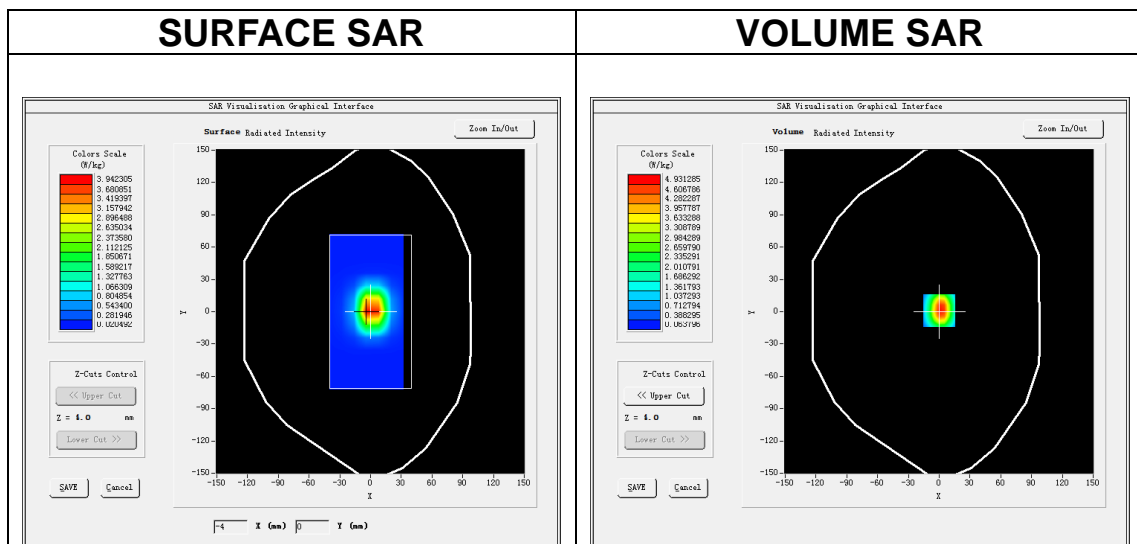 SURFACE SAR
VOLUME SAR
SAR Visualisation Graphical Interface
Surface Radiated Intensity
Zoom In/Out
Colors Scale
(W/kg)
3.942305
3.680851
3.419397
3.157942
2.896488
2.635034
2.373580
2.112125
1.850671
1.589217
1.327763
1.066309
0.804854
0.543400
0.281946
0.020492
150
120
90
60
30
0
-30
-60
-90
-120
-150
Y
-150 -120 -90 -60 -30 0 30 60 90 120 150
X
Z-Cuts Control
<< Upper Cut
Z = 4.0 mm
Lower Cut >>
SAVE Cancel
-4 X (mm) 0 Y (mm)
SAR Visualisation Graphical Interface
Volume Radiated Intensity
Zoom In/Out
Colors Scale
(W/kg)
4.931285
4.606786
4.282287
3.957787
3.633288
3.308789
2.984289
2.659790
2.335291
2.010791
1.686292
1.361793
1.037293
0.712794
0.388295
0.063796
150
120
90
60
30
0
-30
-60
-90
-120
-150
Y
-150 -120 -90 -60 -30 0 30 60 90 120 150
X
Z-Cuts Control
<< Upper Cut
Z = 4.0 mm
Lower Cut >>
SAVE Cancel